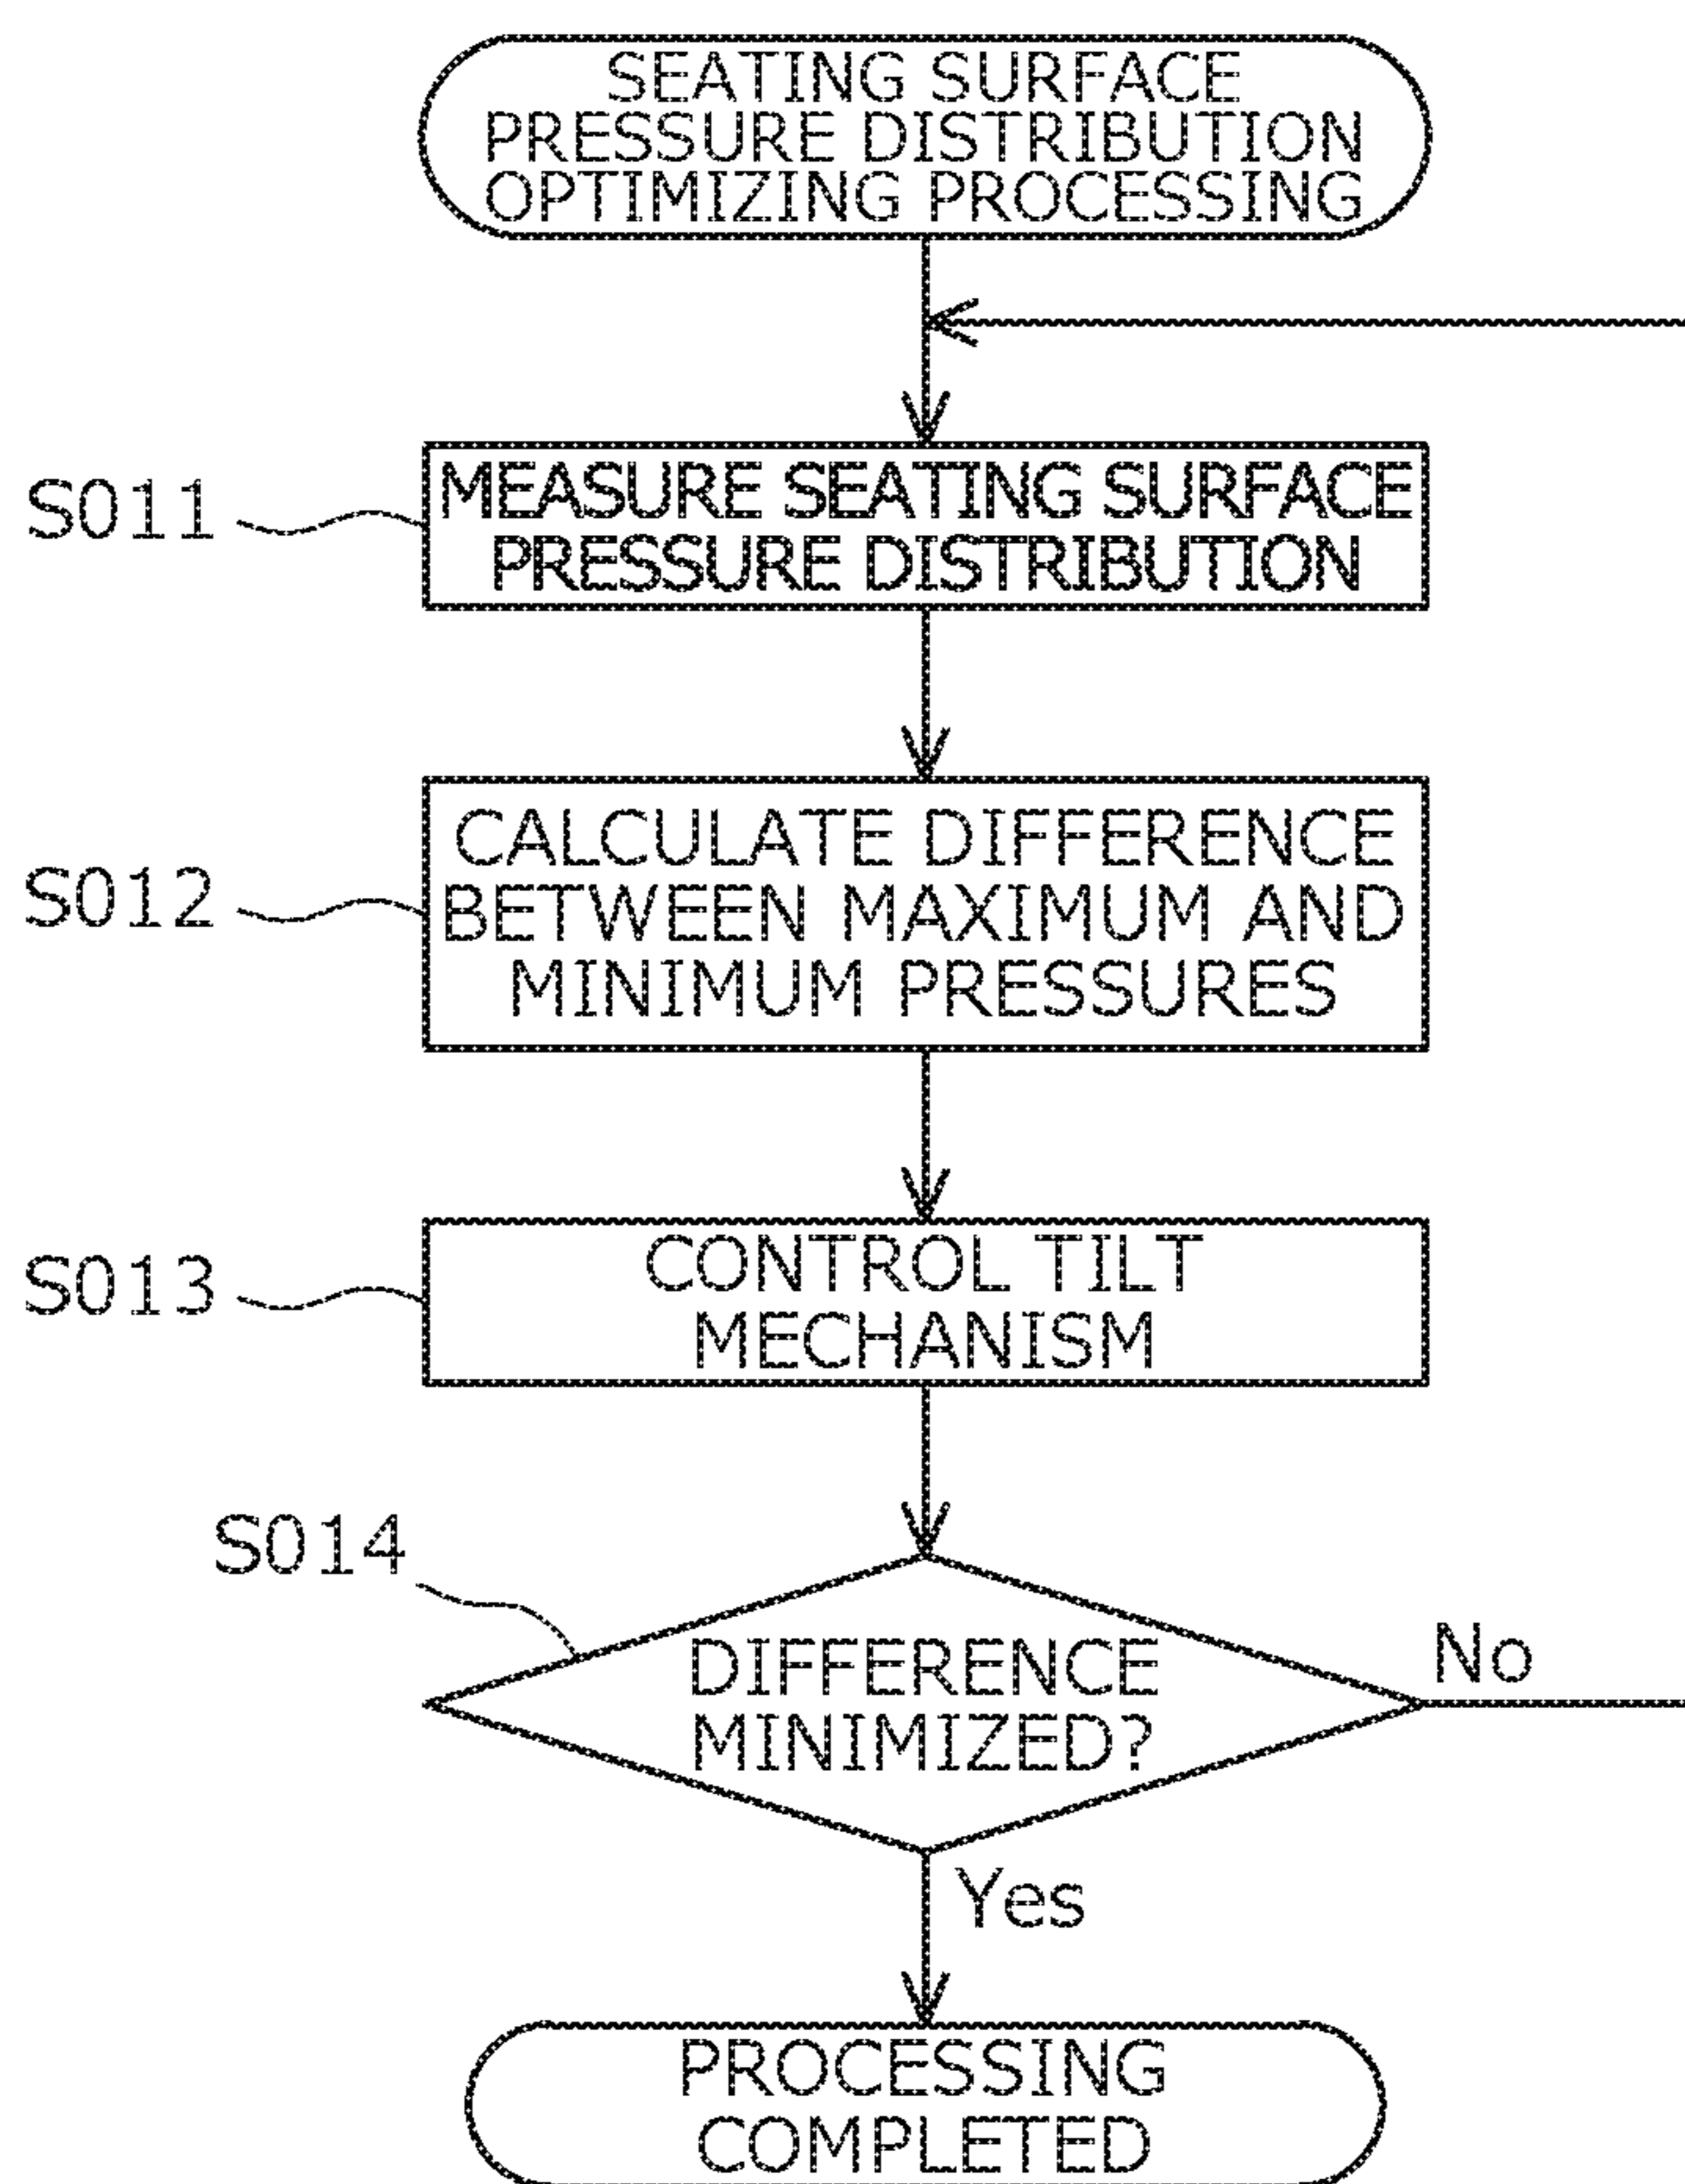 SEATING SURFACE
PRESSURE DISTRIBUTION
OPTIMIZING PROCESSING
S011
MEASURE SEATING SURFACE
PRESSURE DISTRIBUTION
S012
CALCULATE DIFFERENCE
BETWEEN MAXIMUM AND
MINIMUM PRESSURES
S013
CONTROL TILT
MECHANISM
S014
DIFFERENCE
MINIMIZED?
No
Yes
PROCESSING
COMPLETED